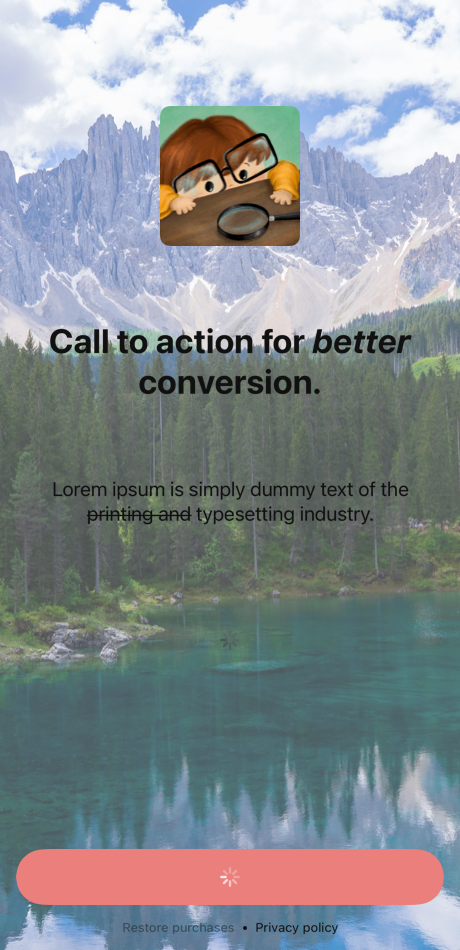 Call to action for better
conversion.
Lorem ipsum is simply dummy text of the
printing and typesetting industry.
Restore purchases • Privacy policy